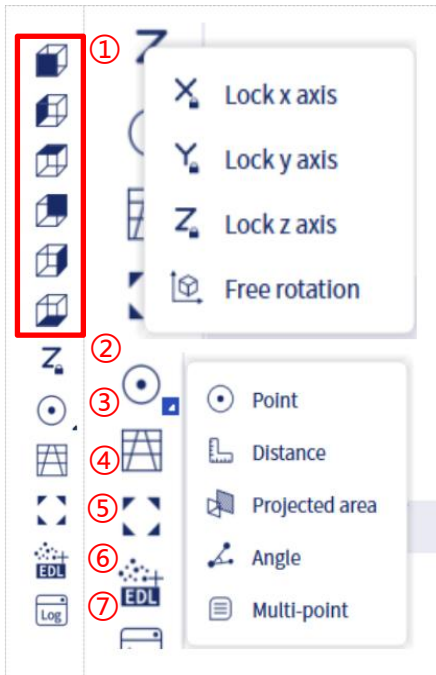 ①
Z
X Lock x axis
Y Lock y axis
Z Lock z axis
Free rotation
②
Z
③
Point
④
Distance
⑤
Projected area
⑥
Angle
EDL
EDL
⑦
Multi-point
Log